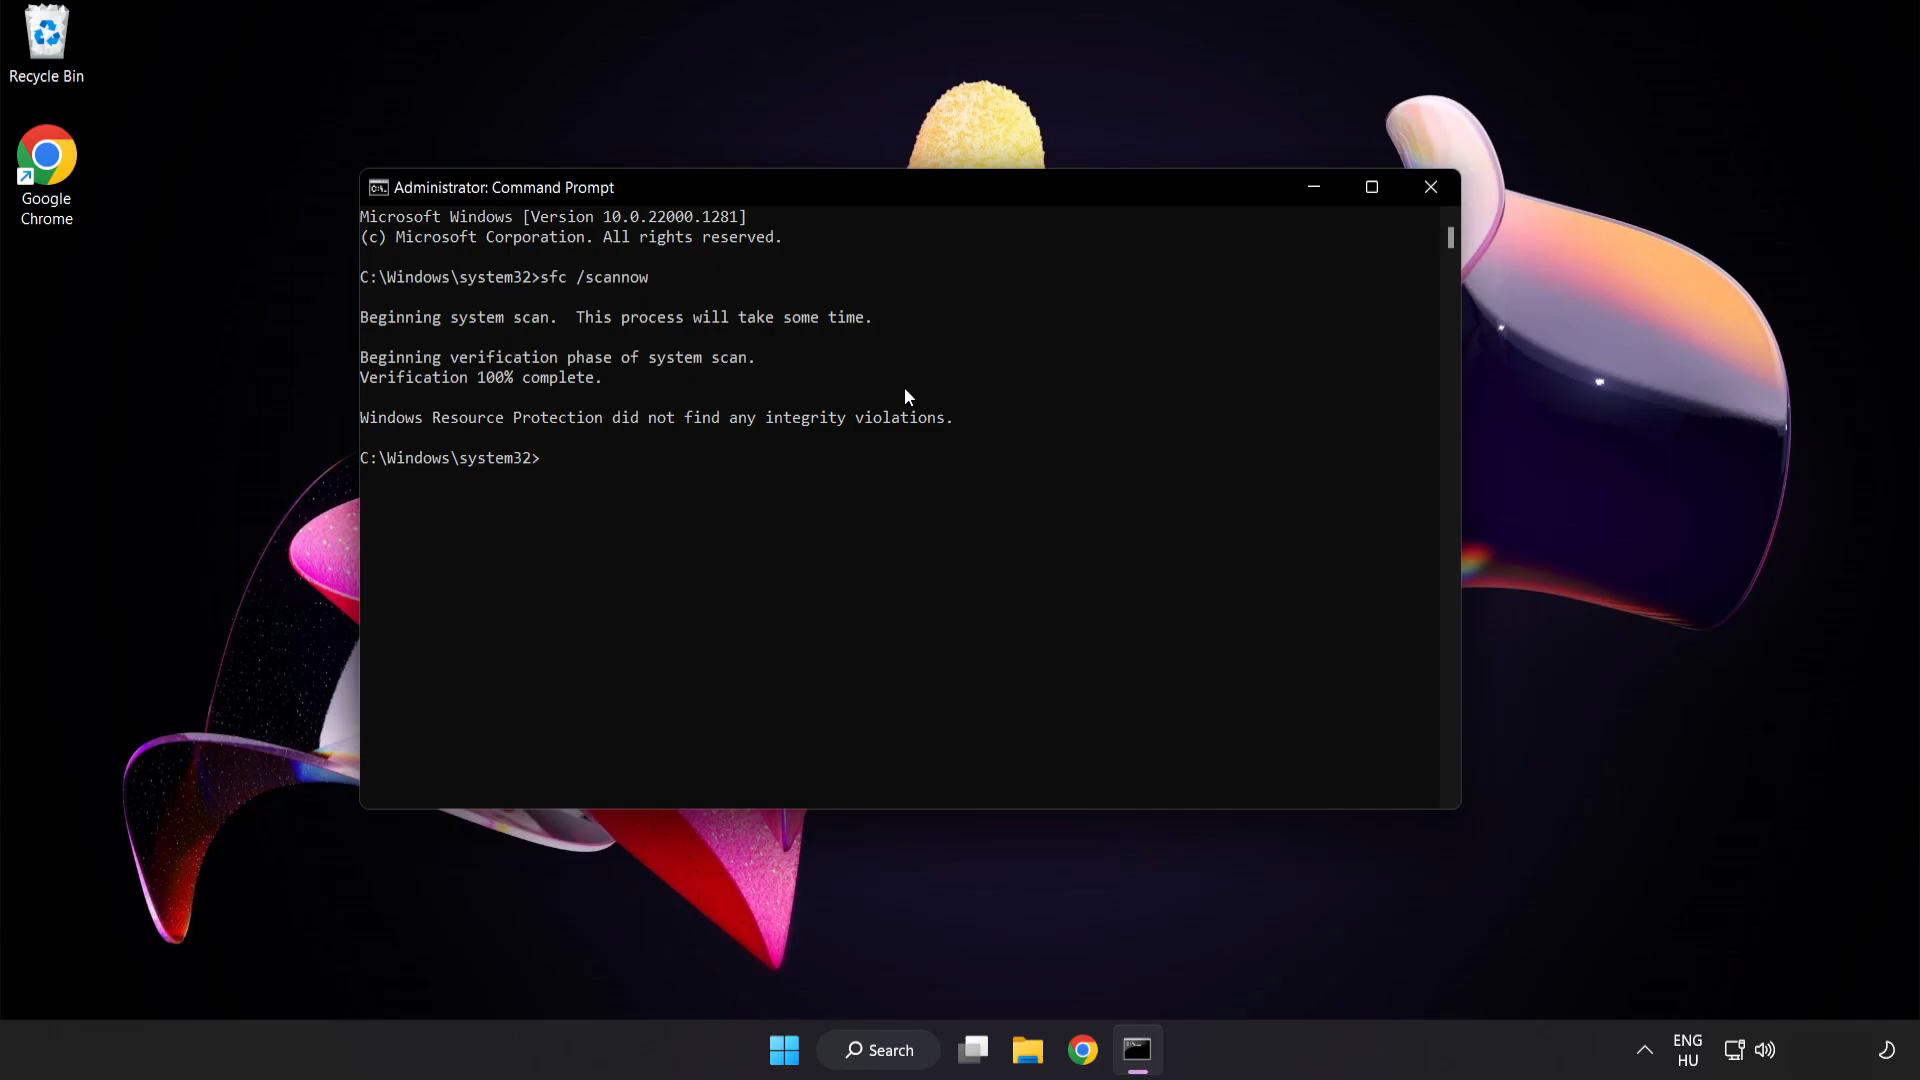 Recycle Bin
Google
Chrome
Administrator: Command Prompt
Microsoft Windows [Version 10.0.22000.1281]
(c) Microsoft Corporation. All rights reserved.
C:\Windows\system32>sfc /scannow
Beginning system scan.  This process will take some time.
Beginning verification phase of system scan.
Verification 100% complete.
Windows Resource Protection did not find any integrity violations.
C:\Windows\system32>
Search
ENG
HU